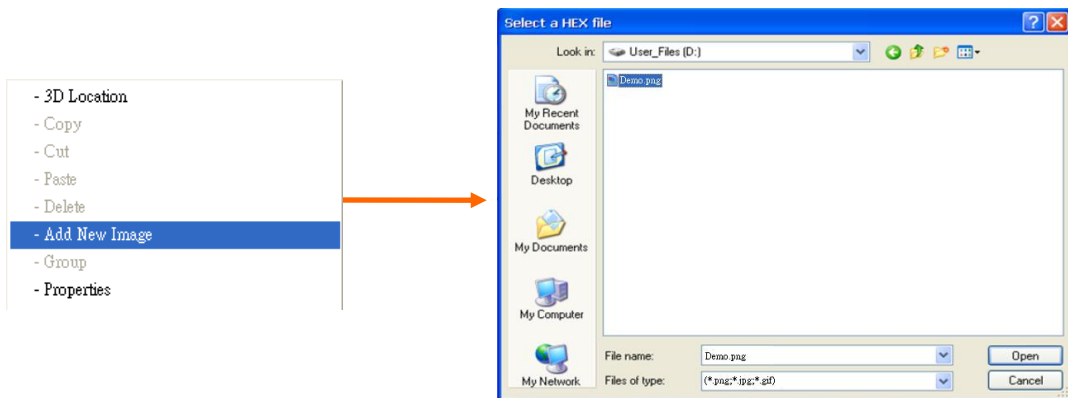 - 3D Location
- Copy
- Cut
- Paste
- Delete
- Add New Image
- Group
- Properties
Select a HEX file
Look in: User_Files (D:)
Demo.png
My Recent
Documents
Desktop
My Documents
My Computer
My Network
File name: Demo.png Open
Files of type: (*.png;*.jpg;*.gif) Cancel